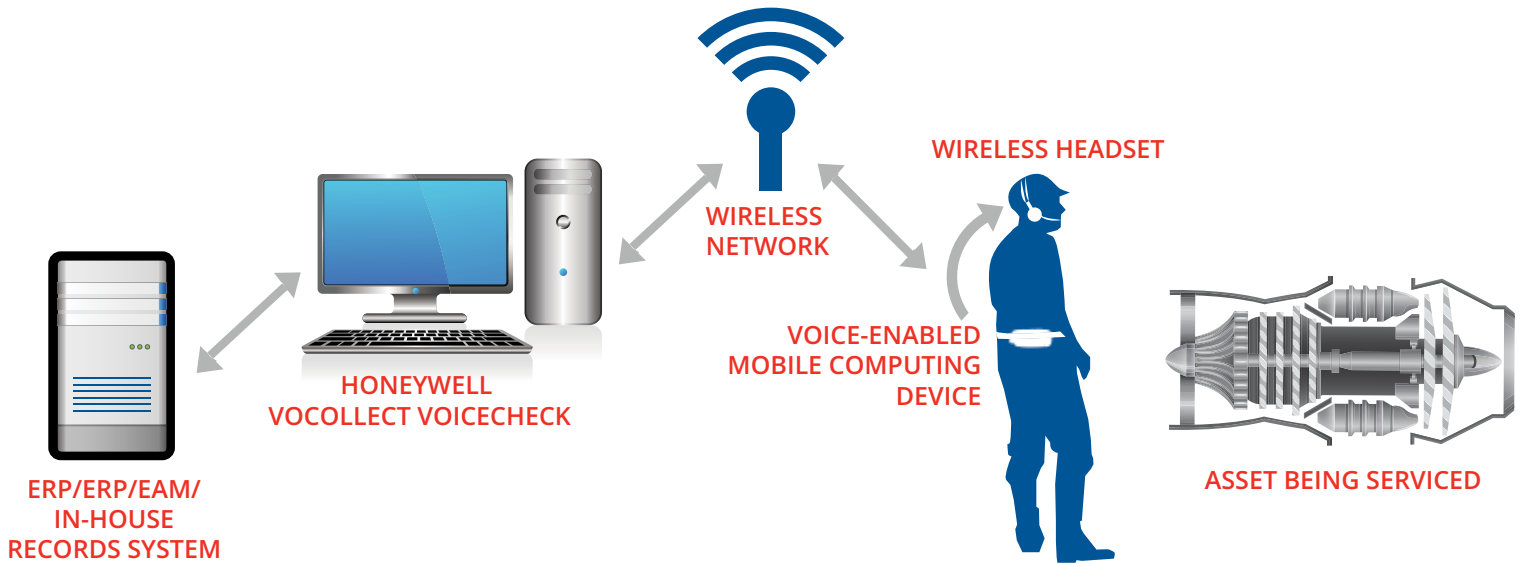 WIRELESS HEADSET
WIRELESS
NETWORK
VOICE-ENABLED
MOBILE COMPUTING
DEVICE
HONEYWELL
VOCOLLECT VOICECHECK
ASSET BEING SERVICED
ERP/ERP/EAM/
IN-HOUSE
RECORDS SYSTEM